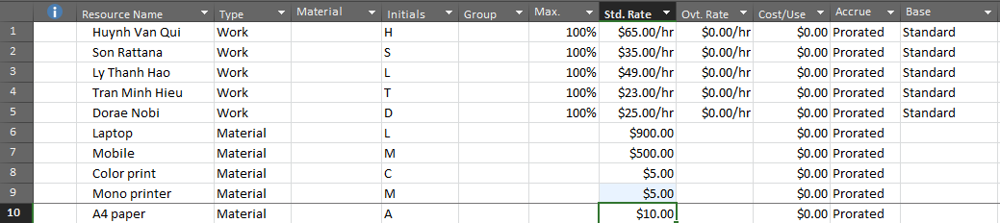 Resource Name Type Material Initials Group Max. Std. Rate Ovt. Rate Cost/Use Accrue Base
1 Huynh Van Qui Work H 100% $65.00/hr $0.00/hr $0.00 Prorated Standard
2 Son Rattana Work S 100% $35.00/hr $0.00/hr $0.00 Prorated Standard
3 Ly Thanh Hao Work L 100% $49.00/hr $0.00/hr $0.00 Prorated Standard
4 Tran Minh Hieu Work T 100% $23.00/hr $0.00/hr $0.00 Prorated Standard
5 Dorae Nobi Work D 100% $25.00/hr $0.00/hr $0.00 Prorated Standard
6 Laptop Material L $900.00 $0.00 Prorated
7 Mobile Material M $500.00 $0.00 Prorated
8 Color print Material C $5.00 $0.00 Prorated
9 Mono printer Material M $5.00 $0.00 Prorated
10 A4 paper Material A $10.00 $0.00 Prorated